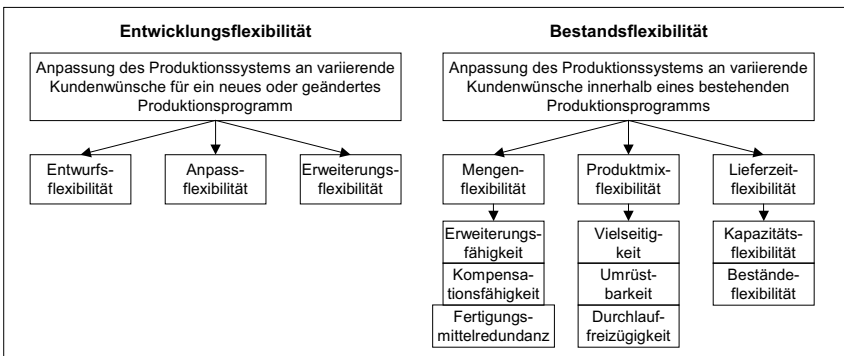 Entwicklungsflexibilität
Anpassung des Produktionssystems an variierende
Kundenwünsche für ein neues oder geändertes
Produktionsprogramm
Entwurfs-
flexibilität
Anpass-
flexibilität
Erweiterungs-
flexibilität
Bestandsflexibilität
Anpassung des Produktionssystems an variierende
Kundenwünsche innerhalb eines bestehenden
Produktionsprogramms
Mengen-
flexibilität
Erweiterungs-
fähigkeit
Kompensa-
tionsfähigkeit
Fertigungs-
mittelredundanz
Produktmix-
flexibilität
Vielseitig-
keit
Umrüst-
barkeit
Durchlauf-
freizügigkeit
Lieferzeit-
flexibilität
Kapazitäts-
flexibilität
Bestände-
flexibilität